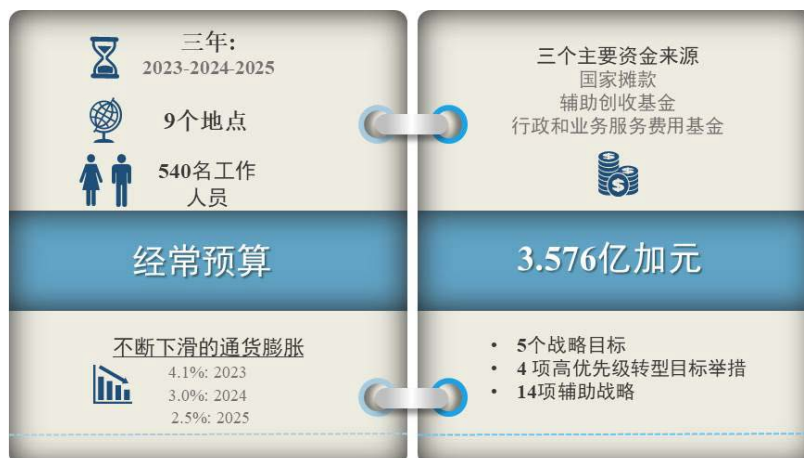 三年:
2023-2024-2025
9个地点
540名工作
人员
经常预算
不断下滑的通货膨胀
4.1%: 2023
3.0%: 2024
2.5%: 2025
三个主要资金来源
国家摊款
辅助创收基金
行政和业务服务费用基金
3.576亿加元
• 5个战略目标
• 4 项高优先级转型目标举措
• 14项辅助战略